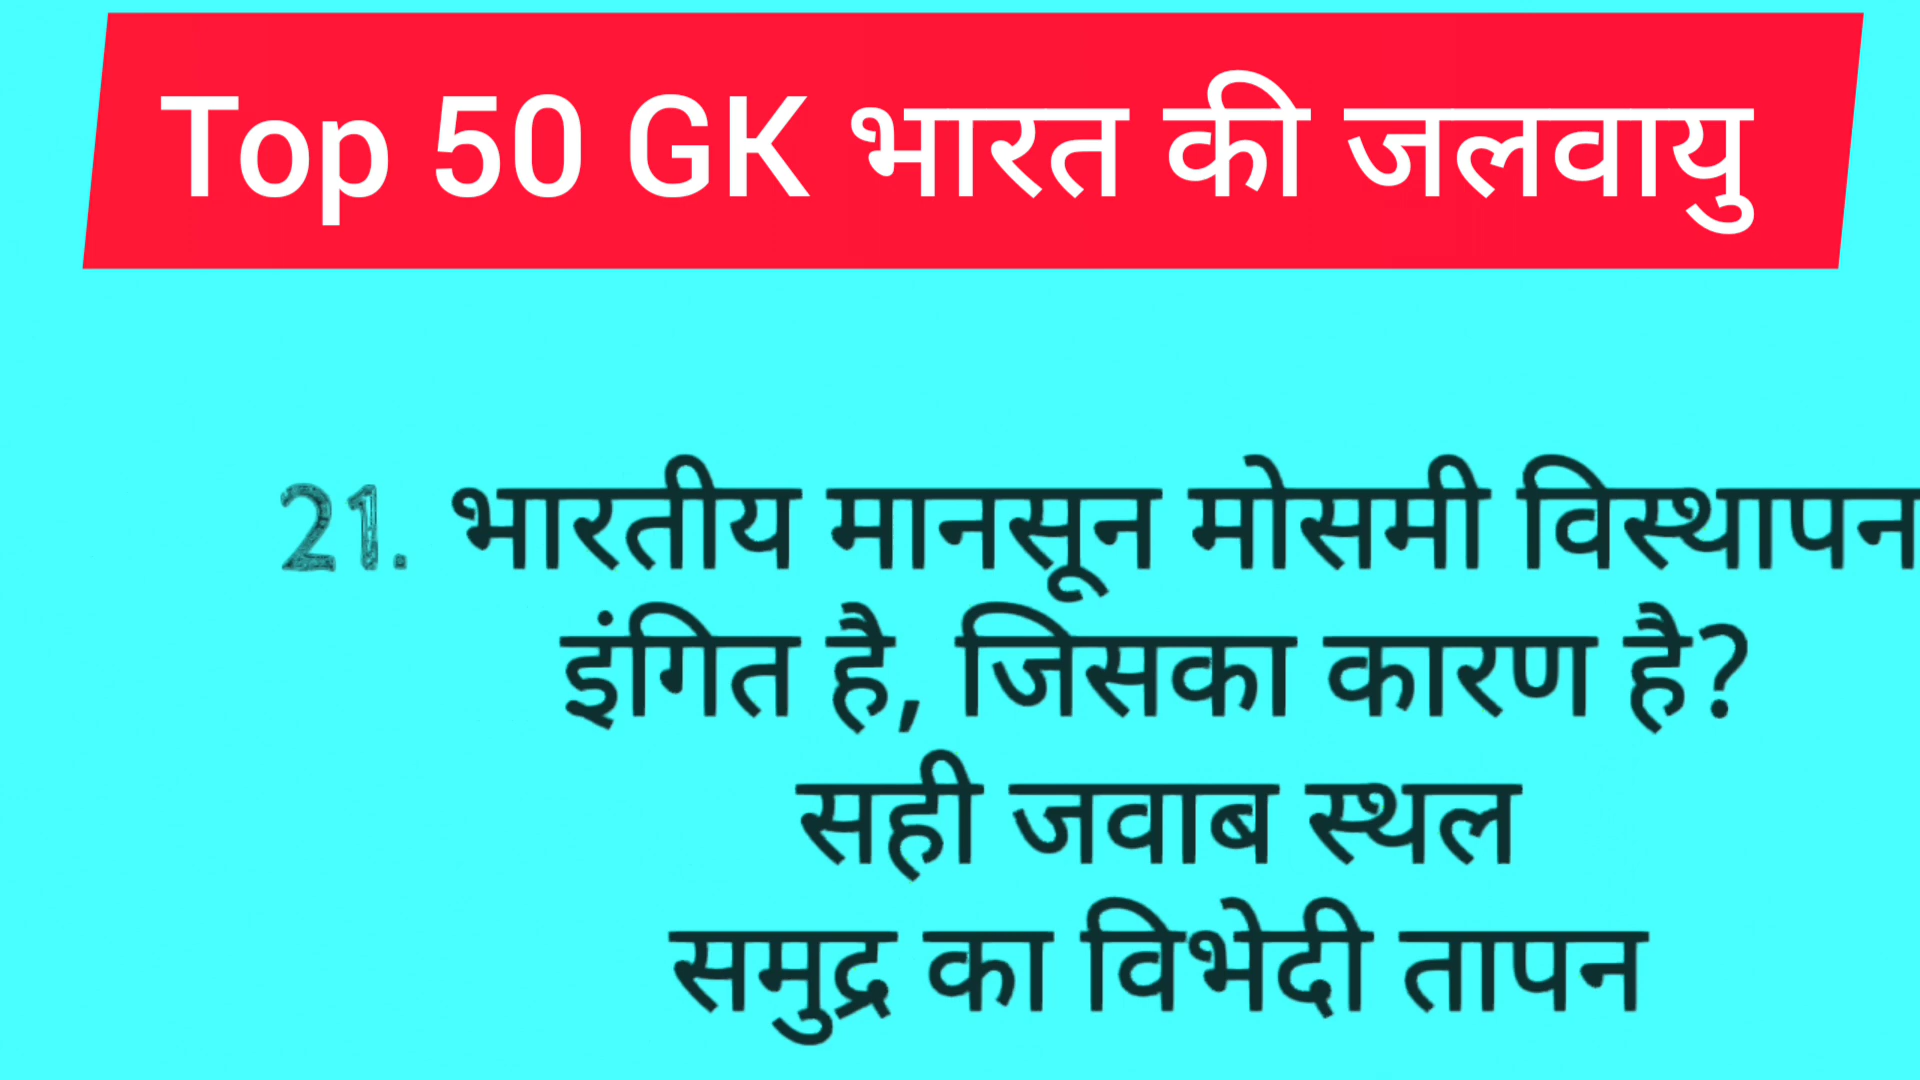 Top 50 GK भारत की जलवायु
21. भारतीय मानसून मोसमी विस्थापन
इंगित है, जिसका कारण है?
सही जवाब स्थल
समुद्र का विभेदी तापन